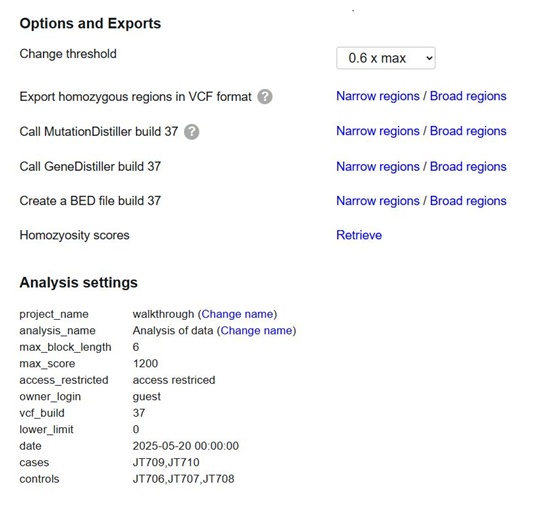 Options and Exports
Change threshold 0.6 x max
Export homozygous regions in VCF format ? Narrow regions / Broad regions
Call MutationDistiller build 37 ? Narrow regions / Broad regions
Call GeneDistiller build 37 Narrow regions / Broad regions
Create a BED file build 37 Narrow regions / Broad regions
Homozyosity scores Retrieve
Analysis settings
project_name walkthrough (Change name)
analysis_name Analysis of data (Change name)
max_block_length 6
max_score 1200
access_restricted access restriced
owner_login guest
vcf_build 37
lower_limit 0
date 2025-05-20 00:00:00
cases JT709,JT710
controls JT706,JT707,JT708